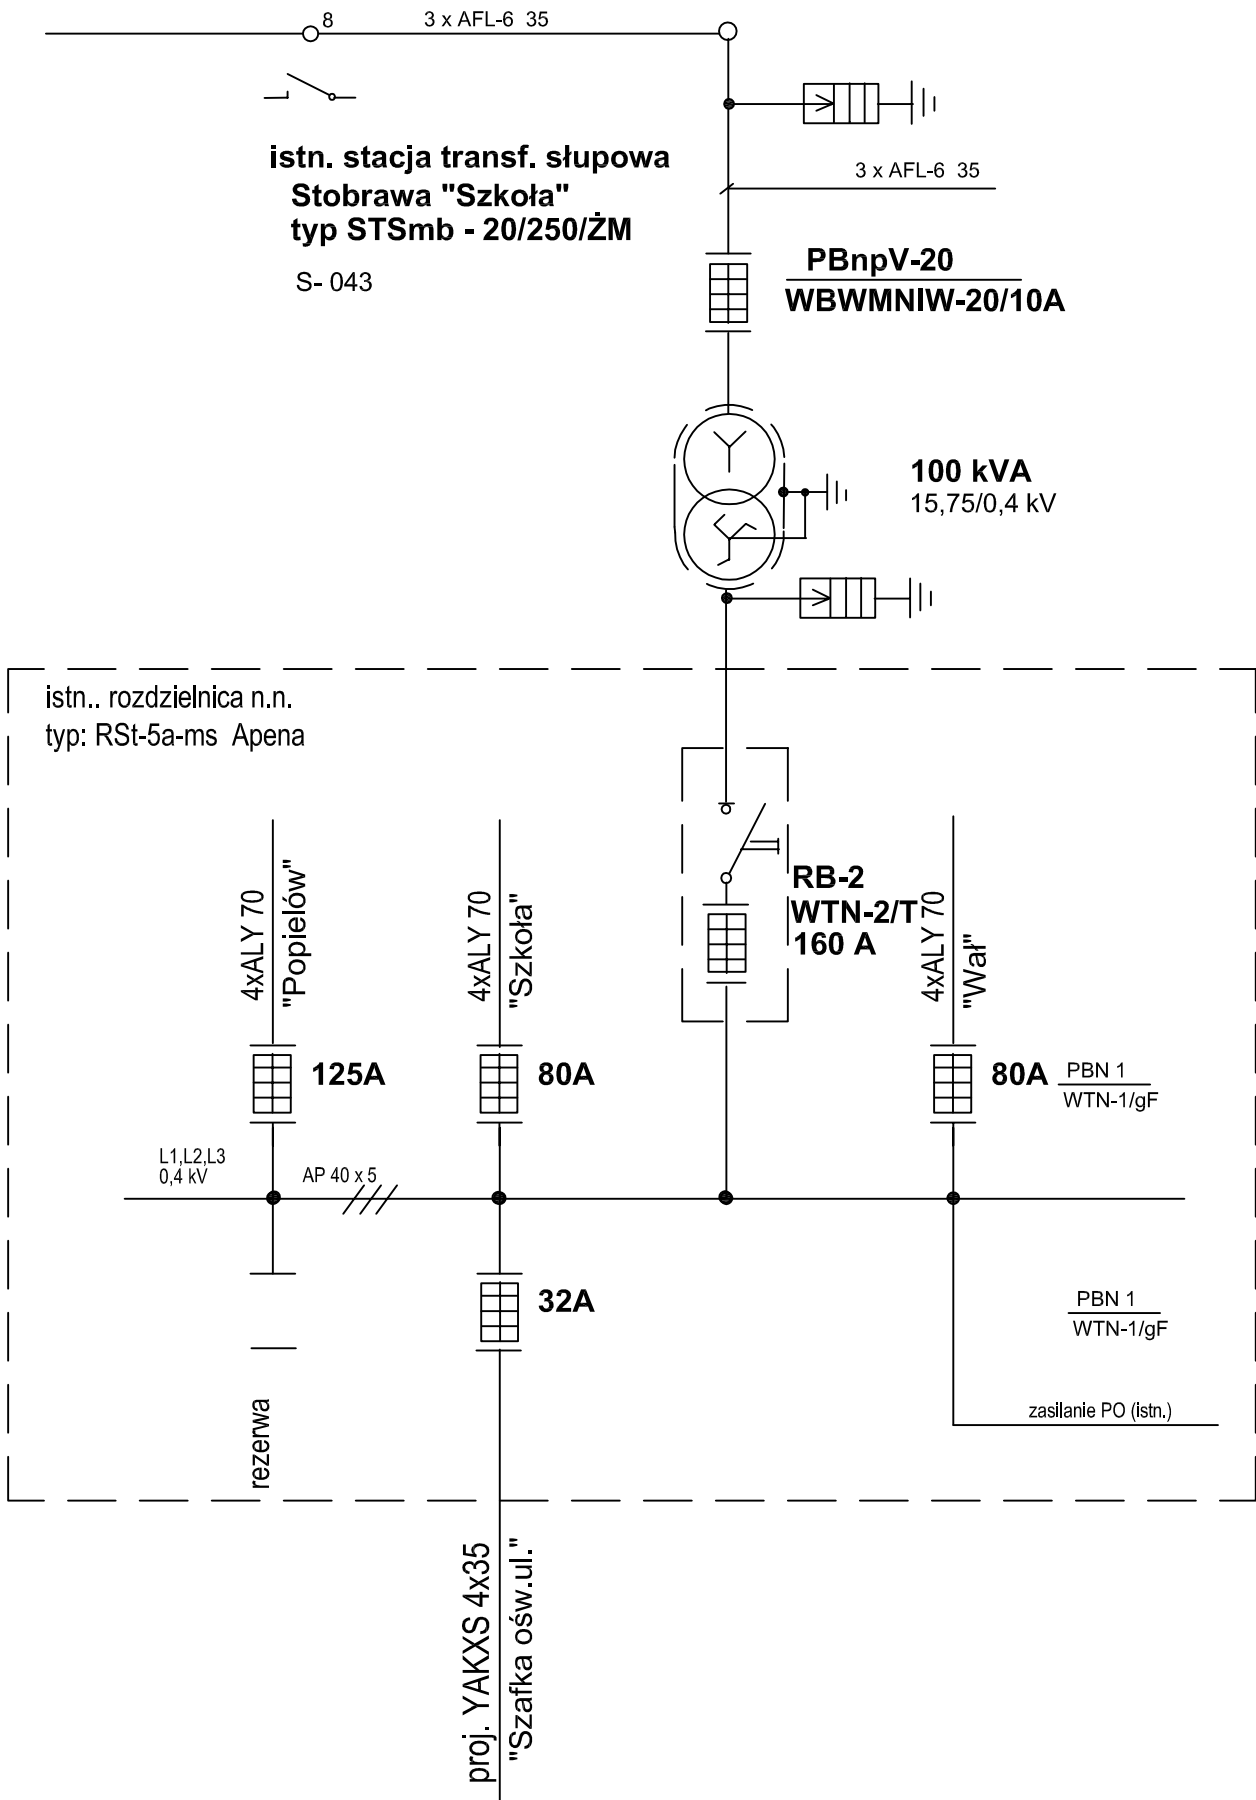 8
3 x AFL-6 35
istn. stacja transf. słupowa
Stobrawa "Szkoła"
typ STSmb - 20/250/ŻM
S- 043
3 x AFL-6 35
PBnpV-20
WBWMNIW-20/10A
100 kVA
15,75/0,4 kV
istn.. rozdzielnica n.n.
typ: RSt-5a-ms Apena
4xALY 70
"Popielów"
4xALY 70
"Szkoła"
RB-2
WTN-2/T
160 A
4xALY 70
"Wał"
125A
80A
80A
PBN 1
WTN-1/gF
L1,L2,L3
0,4 kV
AP 40 x 5
32A
PBN 1
WTN-1/gF
rezerwa
zasilanie PO (istn.)
proj. YAKXS 4x35
"Szafka ośw.ul."